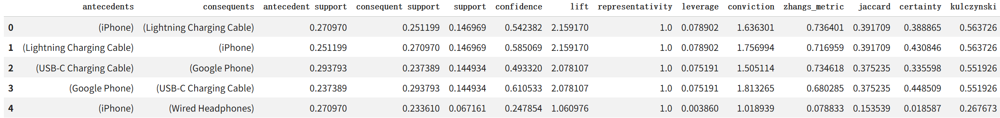 antecedents consequents antecedent support consequent support support confidence lift representativity leverage conviction zhangs_metric jaccard certainty kulczynski
0 (iPhone) (Lightning Charging Cable) 0.270970 0.251199 0.146969 0.542382 2.159170 1.0 0.078902 1.636301 0.736401 0.391709 0.388865 0.563726
1 (Lightning Charging Cable) (iPhone) 0.251199 0.270970 0.146969 0.585069 2.159170 1.0 0.078902 1.756994 0.716959 0.391709 0.430846 0.563726
2 (USB-C Charging Cable) (Google Phone) 0.293793 0.237389 0.144934 0.493320 2.078107 1.0 0.075191 1.505114 0.734618 0.375235 0.335598 0.551926
3 (Google Phone) (USB-C Charging Cable) 0.237389 0.293793 0.144934 0.610533 2.078107 1.0 0.075191 1.813265 0.680285 0.375235 0.448509 0.551926
4 (iPhone) (Wired Headphones) 0.270970 0.233610 0.067161 0.247854 1.060976 1.0 0.003860 1.018939 0.078833 0.153539 0.018587 0.267673